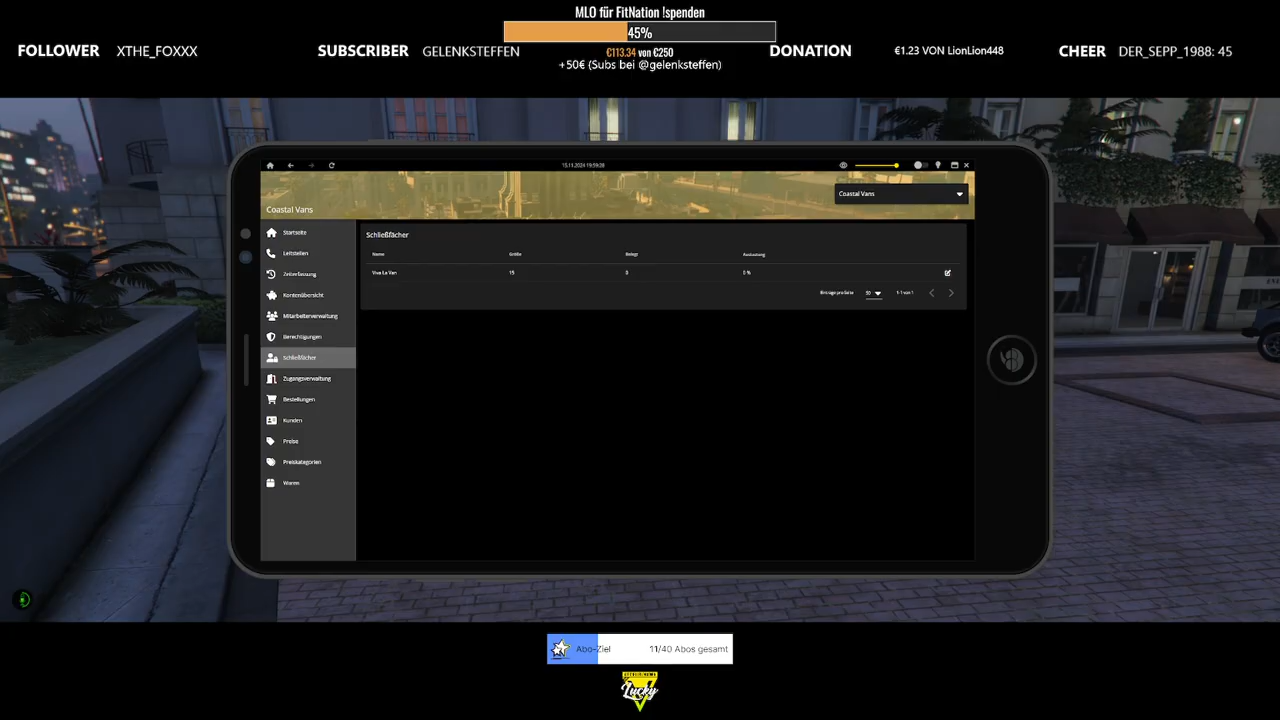 MLO für FitNation !spenden
45%
€113.34 von €250
+50€ (Subs bei @gelenksteffen)
FOLLOWER XTHE_FOXXX
SUBSCRIBER GELENKSTEFFEN
DONATION €1.23 VON LionLion448
CHEER DER_SEPP_1988: 45
15.11.2024 19:59:28
Coastal Vans
Coastal Vans
Startseite
Leitstellen
Zeiterfassung
Kontenübersicht
Mitarbeiterverwaltung
Berechtigungen
Schließfächer
Zugangsverwaltung
Bestellungen
Kunden
Preise
Preiskategorien
Waren
Schließfächer
Name Größe Belegt Auslastung
Viva La Van 15 0 0 %
Einträge pro Seite 50 1-1 von 1
Abo-Ziel 11/40 Abos gesamt
Lucky